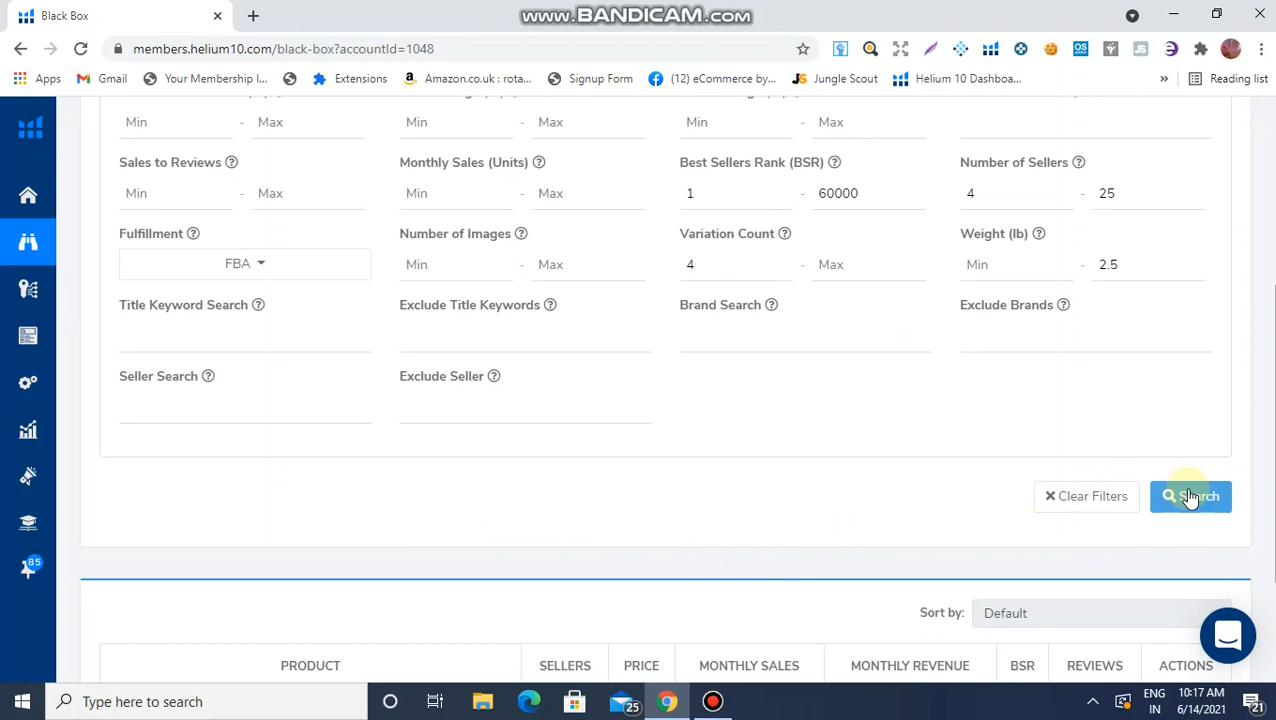 Black Box
www.BANDICAM.com
members.helium10.com/black-box?accountId=1048
Apps
Gmail
Your Membership I...
Extensions
Amazon.co.uk : rota...
Signup Form
(12) eCommerce by...
Jungle Scout
Helium 10 Dashboa...
»
Reading list
Min - Max
Min - Max
Min - Max
Sales to Reviews
Monthly Sales (Units)
Best Sellers Rank (BSR)
Number of Sellers
Min - Max
Min - Max
1 - 60000
4 - 25
Fulfillment
Number of Images
Variation Count
Weight (lb)
FBA
Min - Max
4 - Max
Min - 2.5
Title Keyword Search
Exclude Title Keywords
Brand Search
Exclude Brands
Seller Search
Exclude Seller
Clear Filters
Search
85
Sort by:
Default
PRODUCT
SELLERS
PRICE
MONTHLY SALES
MONTHLY REVENUE
BSR
REVIEWS
ACTIONS
Type here to search
25
ENG
IN
10:17 AM
6/14/2021
21